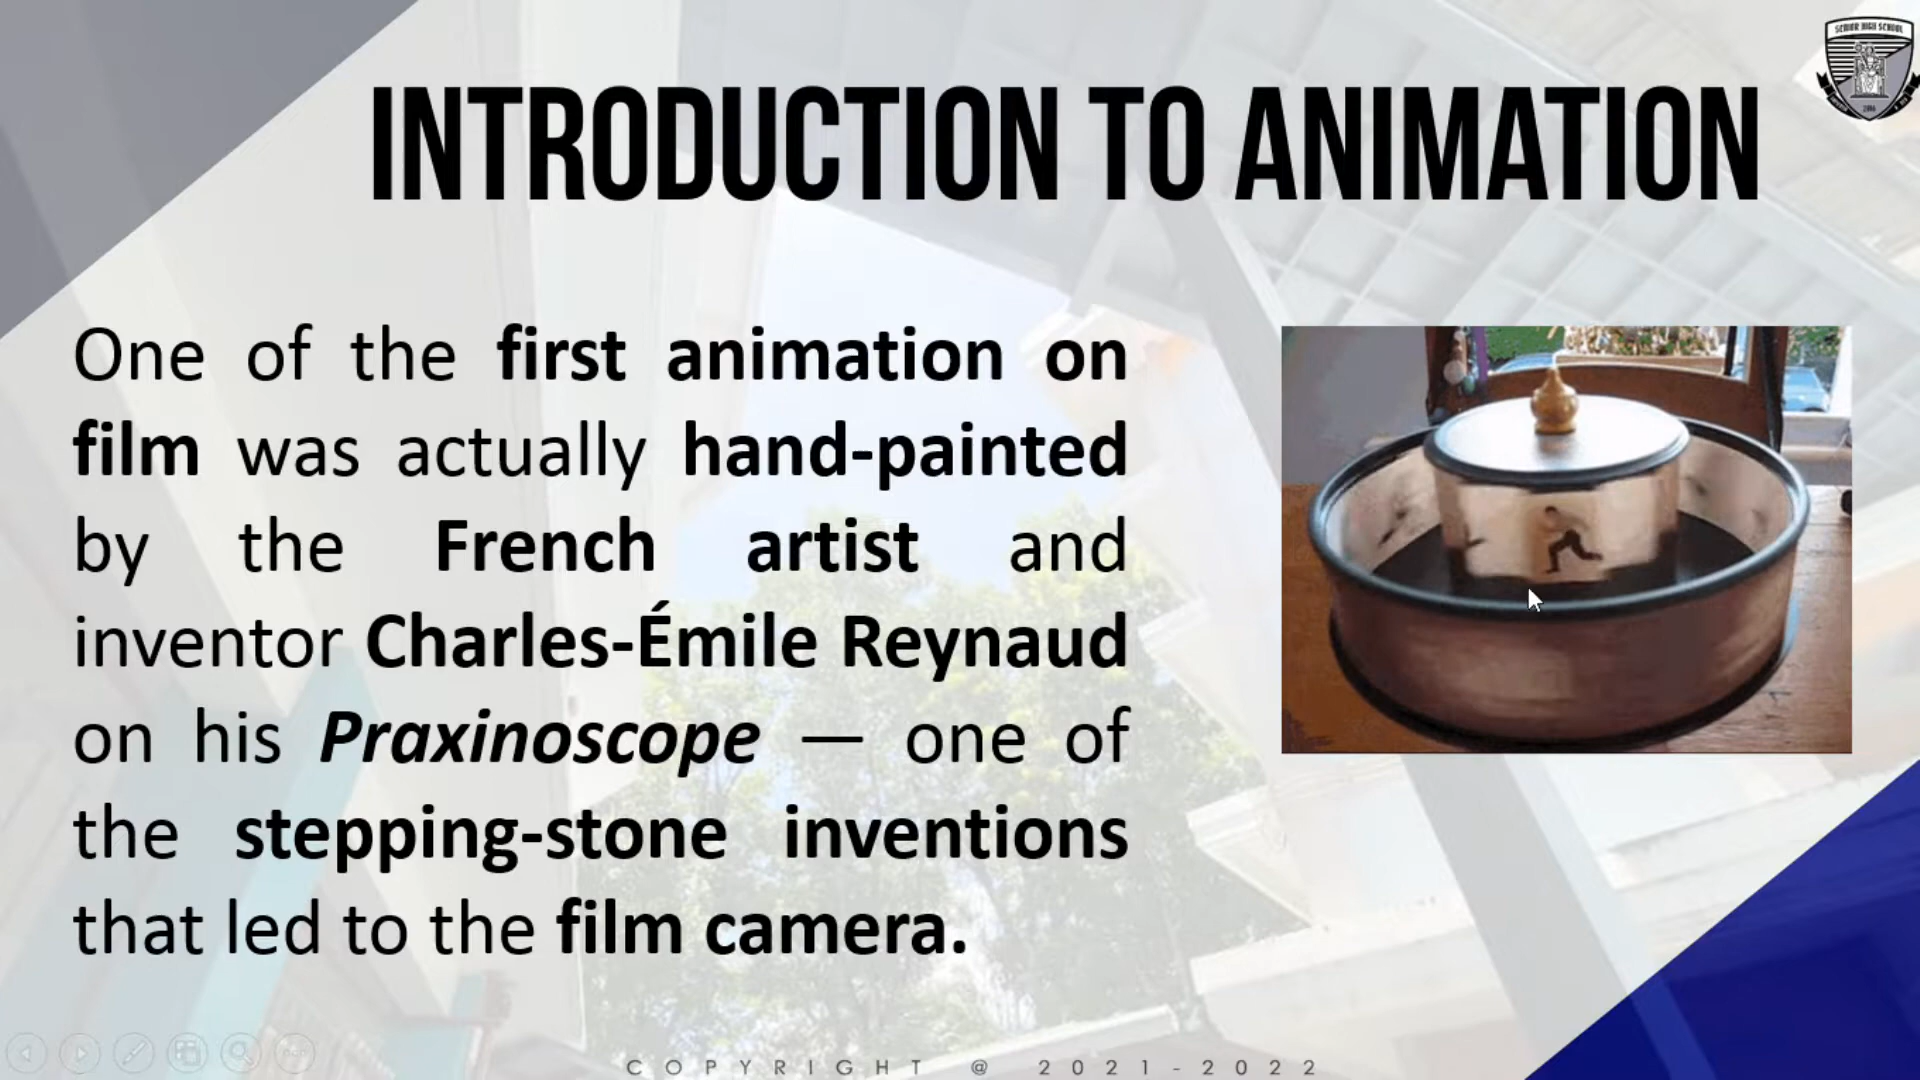 SENIOR HIGH SCHOOL
INTRODUCTION TO ANIMATION
One of the first animation on
film was actually hand-painted
by the French artist and
inventor Charles-Émile Reynaud
on his Praxinoscope — one of
the stepping-stone inventions
that led to the film camera.
COPYRIGHT @ 2021-2022